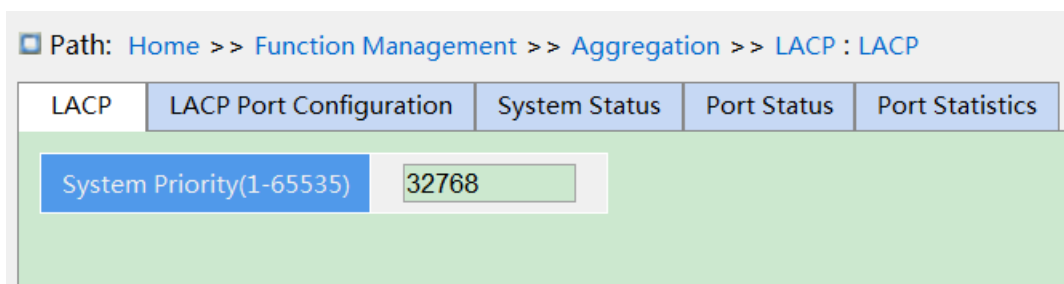 Path: Home >> Function Management >> Aggregation >> LACP : LACP
LACP LACP Port Configuration System Status Port Status Port Statistics
System Priority(1-65535) 32768